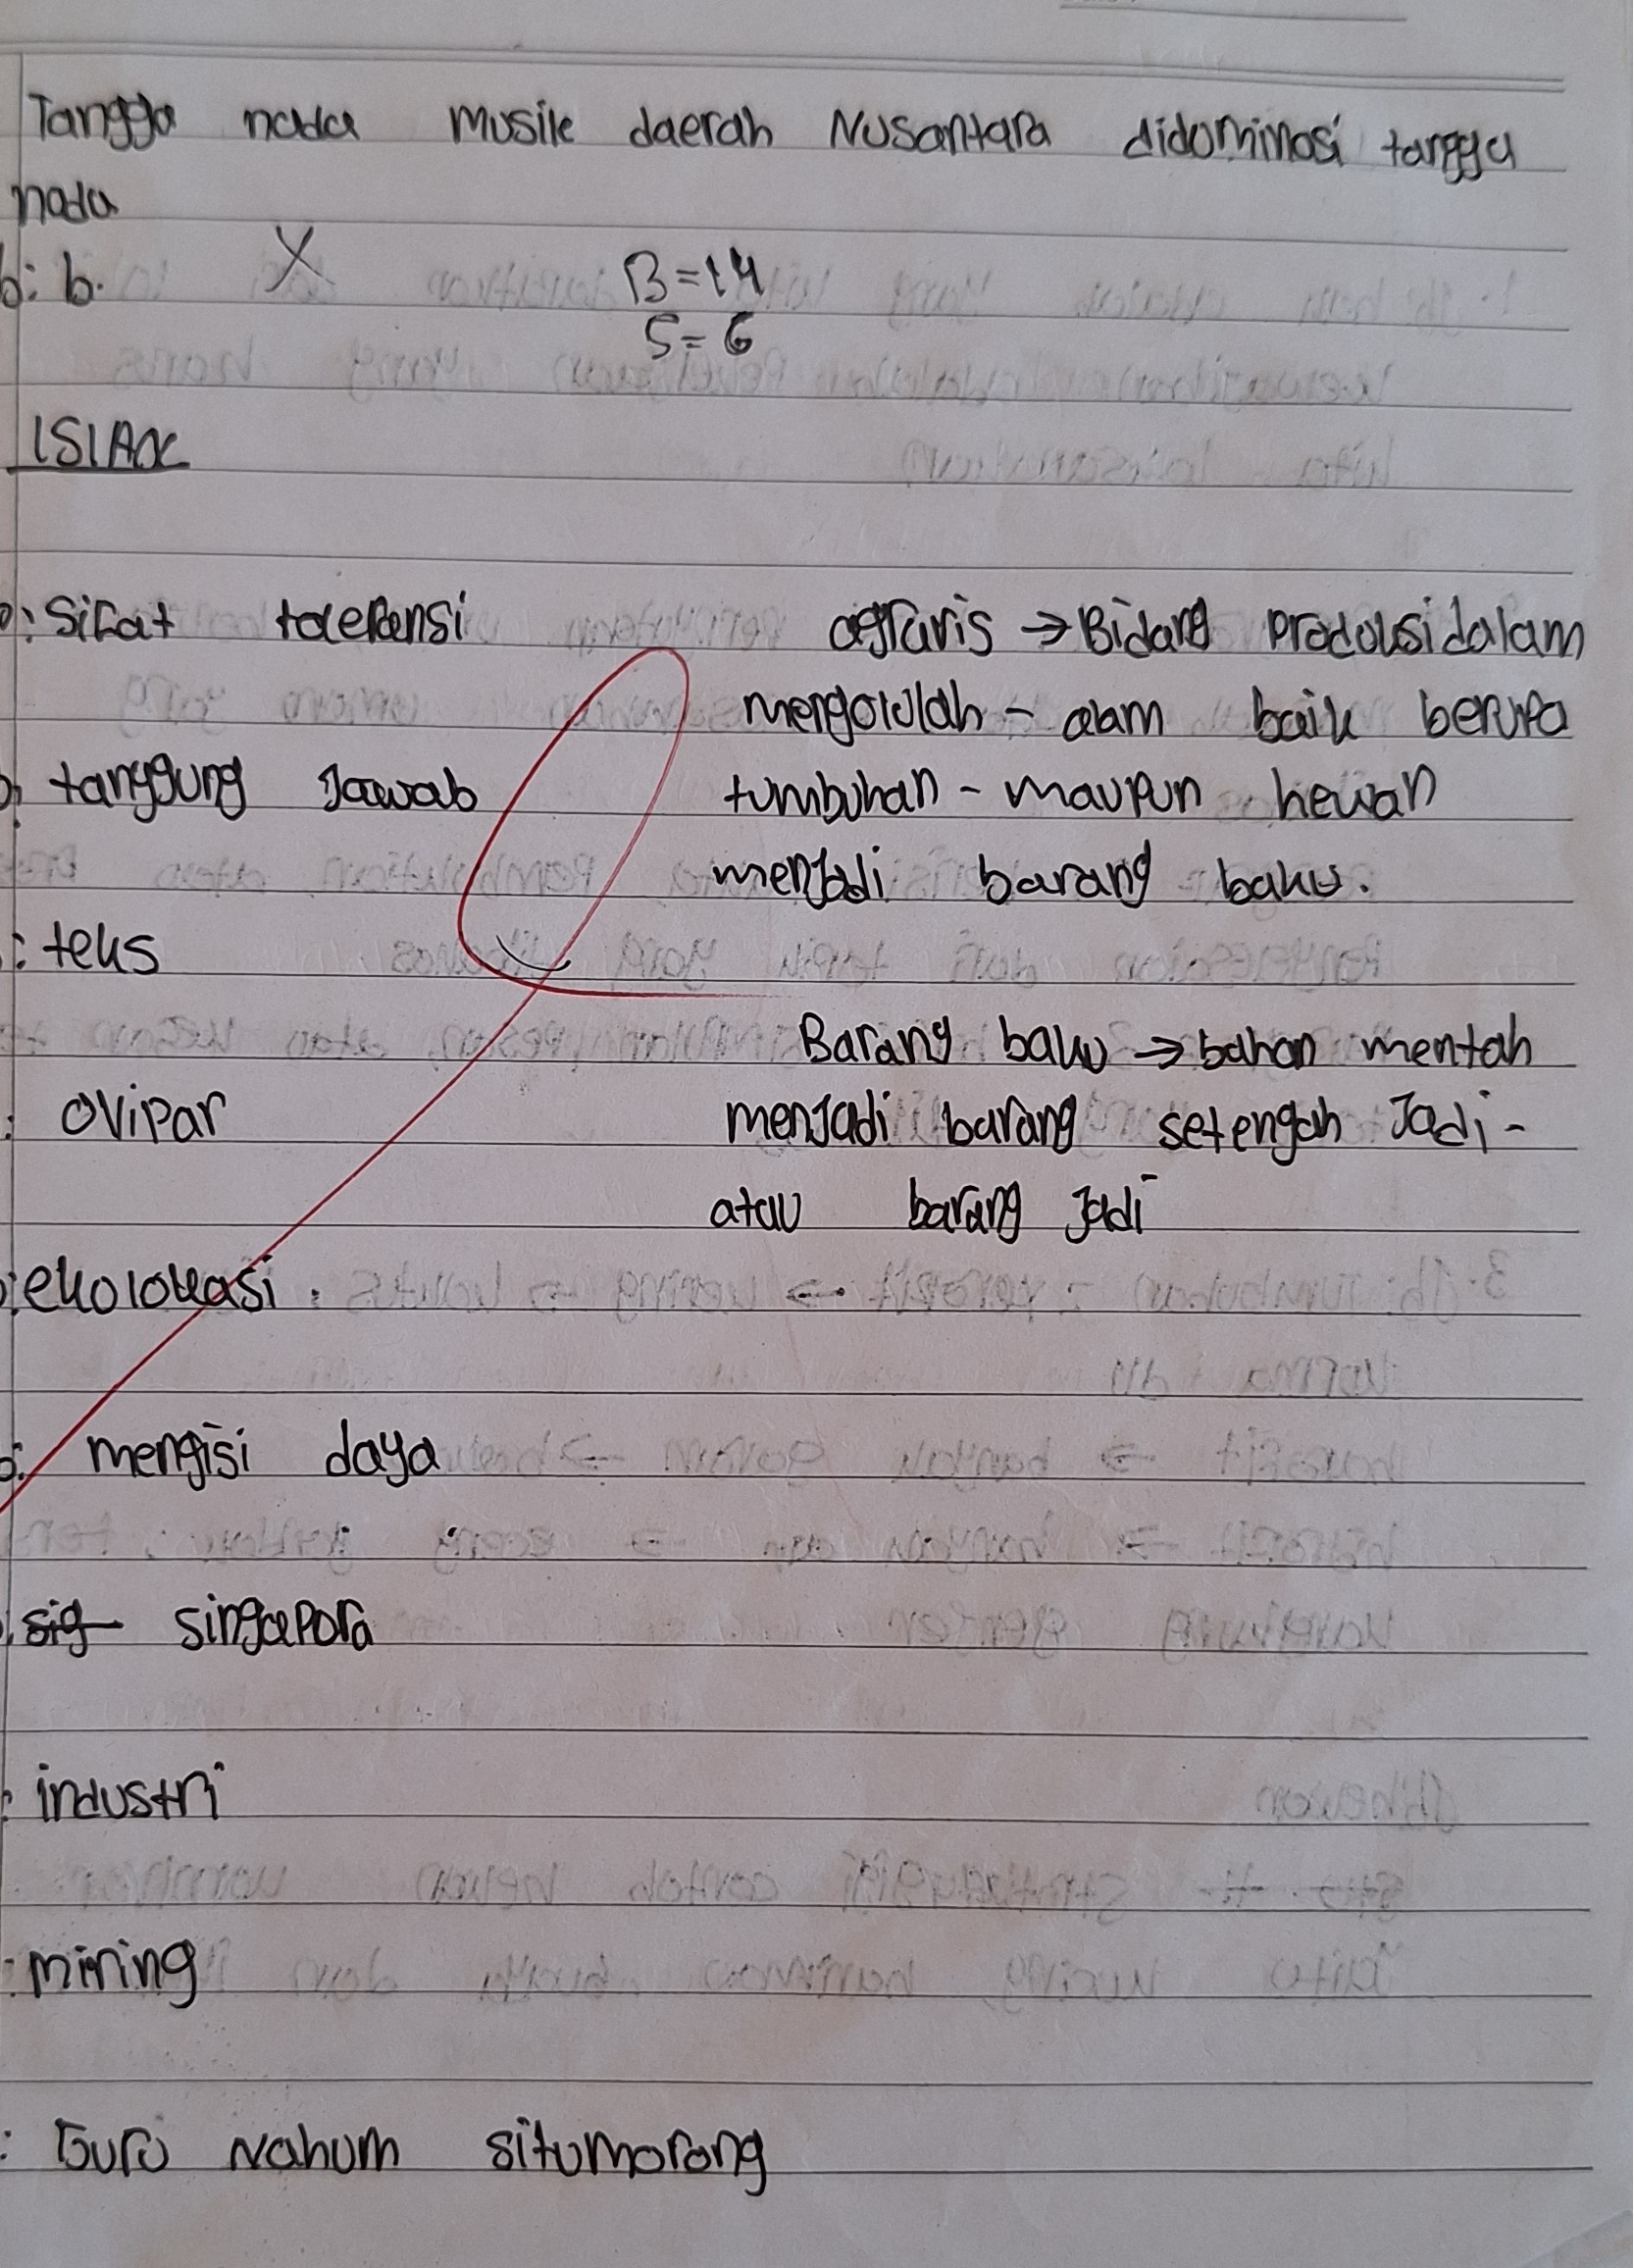 Tangga nada musik daerah Nusantara didominasi tangga
nada
b: b. X
B=14
S=6
ISIAN
: Sifat toleransi
agraris → Bidang Produksi dalam
mengolulah - alam baik berupa
tanggung Jawab
tumbuhan - maupun hewan
menjadi barang baku.
: teks
Barang baku → bahan mentah
: OViPar
menjadi barang setengah Jadi -
atau barang Jadi
: ekolokasi.
: mengisi daya
sig singapora
: industri
: miring
: Guru Nahum situmorang